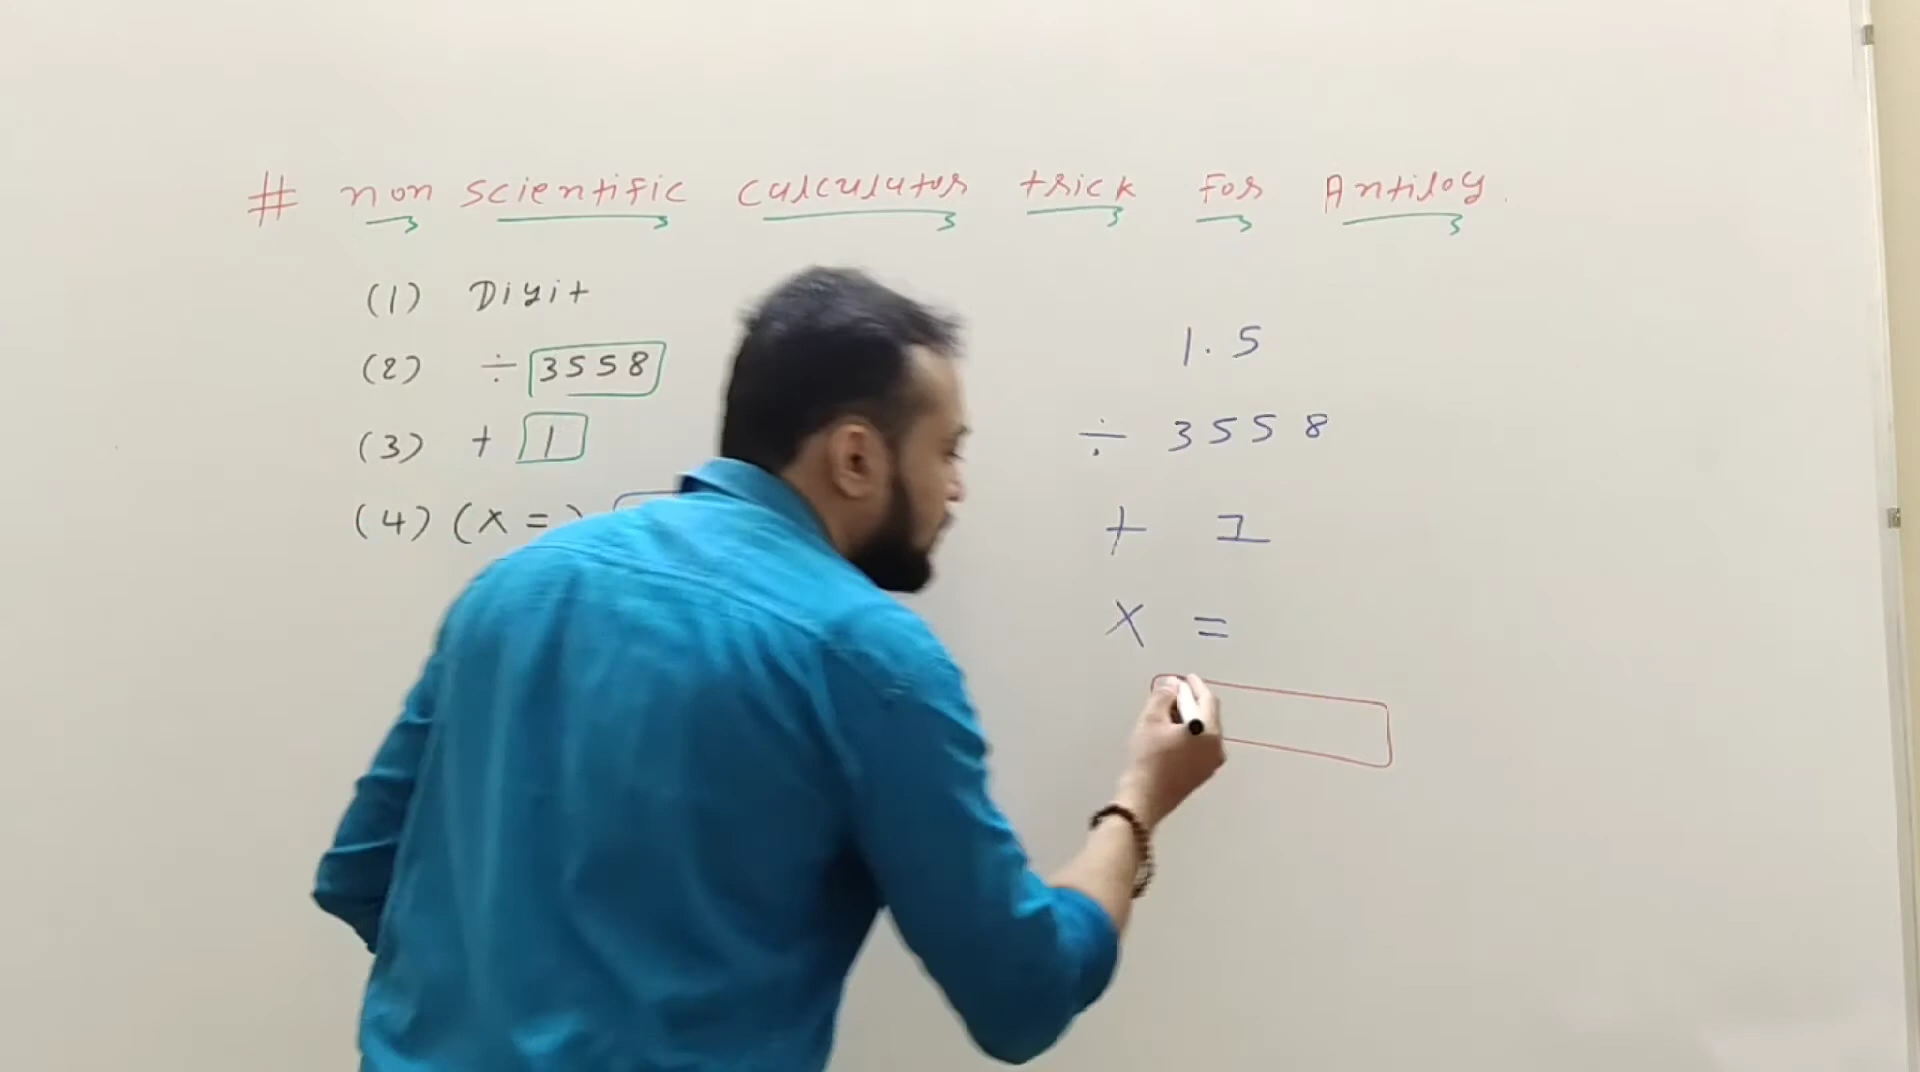 # non scientific calculator trick for Antilog
(1) Digit
(2) ÷ 3558
(3) + 1
(4) (x =)
1.5
÷ 3558
+ 1
x =